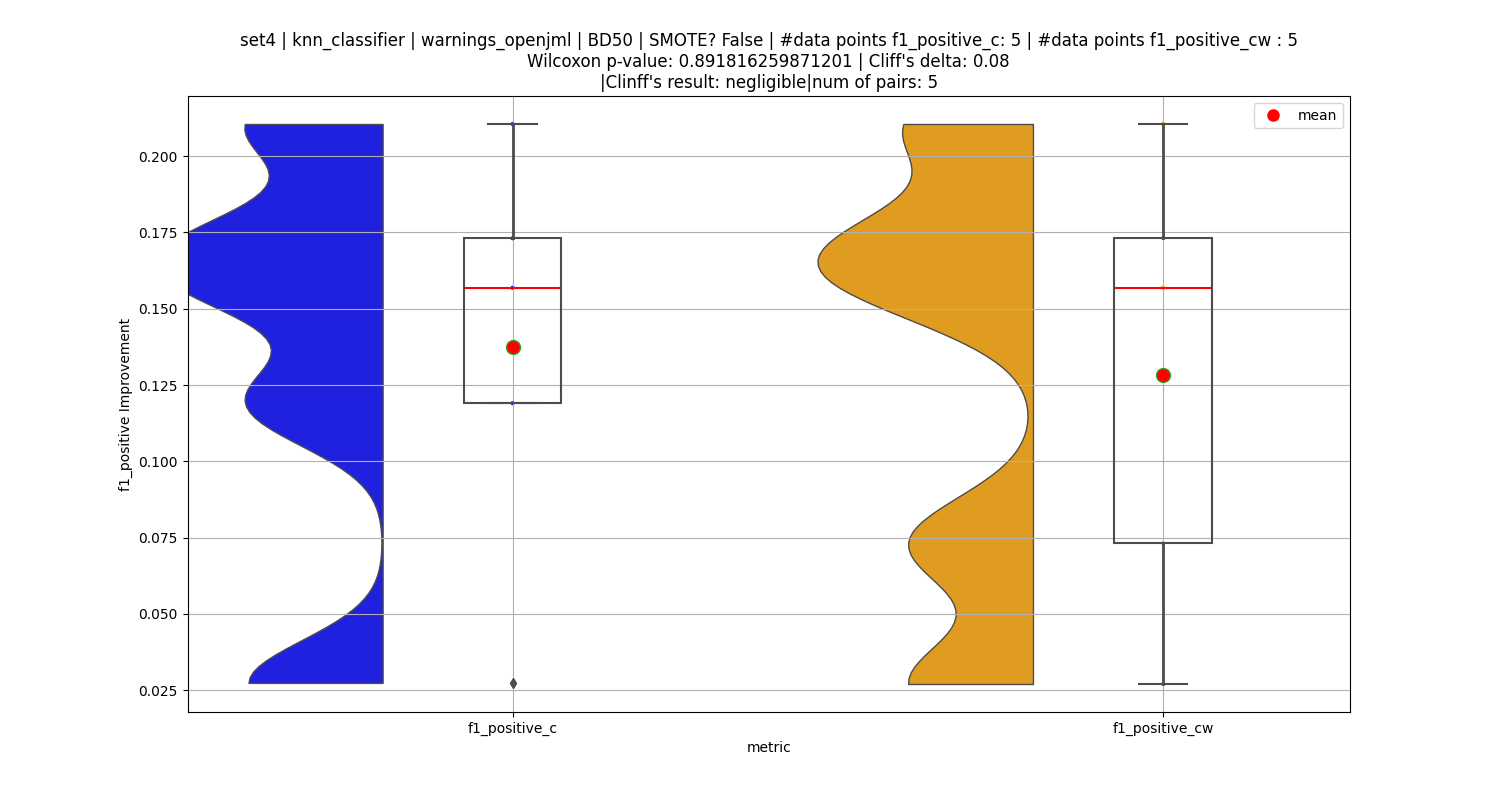 set4 | knn_classifier | warnings_openjml | BD50 | SMOTE? False | #data points f1_positive_c: 5 | #data points f1_positive_cw : 5
Wilcoxon p-value: 0.891816259871201 | Cliff's delta: 0.08
|Clinff's result: negligible|num of pairs: 5
mean
0.200
0.175
0.150
0.125
0.100
0.075
0.050
0.025
f1_positive Improvement
f1_positive_c
f1_positive_cw
metric